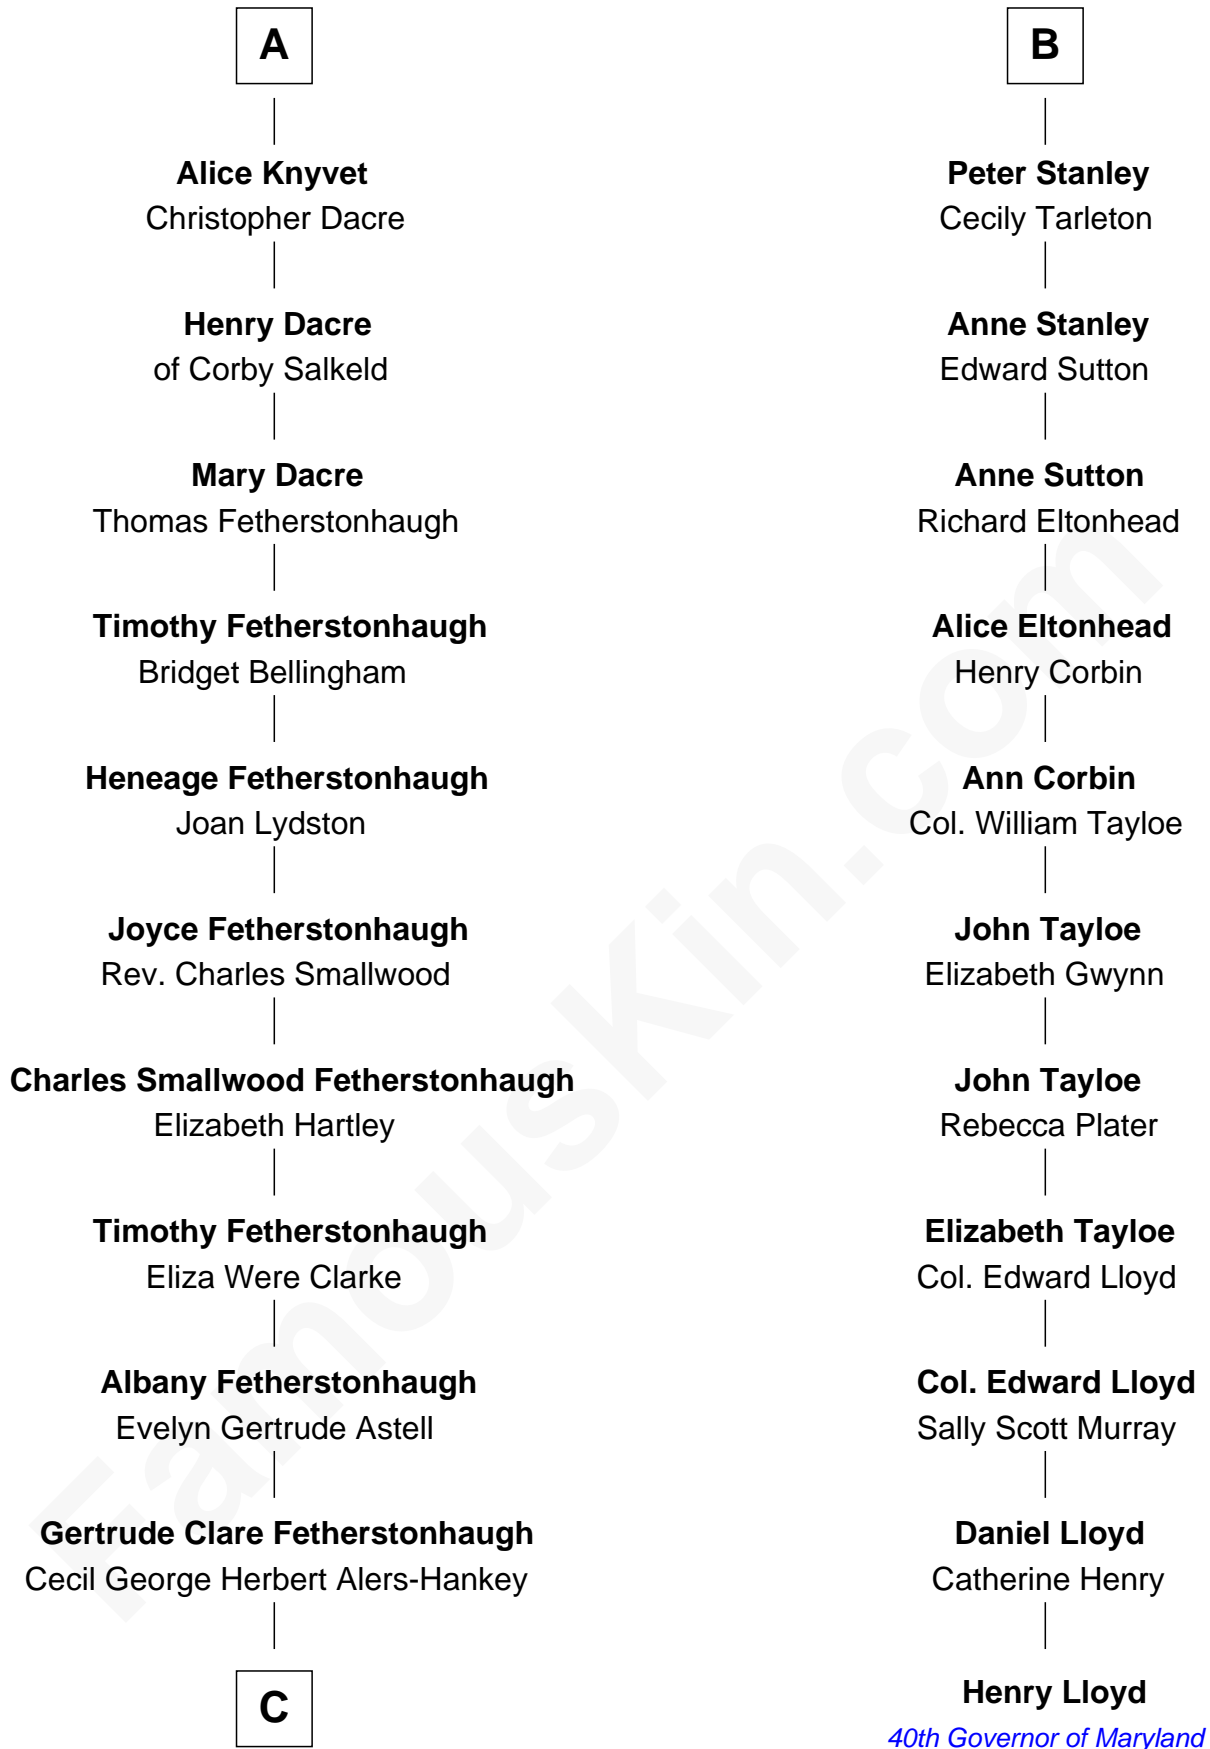 A
Alice Knyvet
Christopher Dacre
Henry Dacre
of Corby Salkeld
Mary Dacre
Thomas Fetherstonhaugh
Timothy Fetherstonhaugh
Bridget Bellingham
Heneage Fetherstonhaugh
Joan Lydston
Joyce Fetherstonhaugh
Rev. Charles Smallwood
Charles Smallwood Fetherstonhaugh
Elizabeth Hartley
Timothy Fetherstonhaugh
Eliza Were Clarke
Albany Fetherstonhaugh
Evelyn Gertrude Astell
Gertrude Clare Fetherstonhaugh
Cecil George Herbert Alers-Hankey
C
B
Peter Stanley
Cecily Tarleton
Anne Stanley
Edward Sutton
Anne Sutton
Richard Eltonhead
Alice Eltonhead
Henry Corbin
Ann Corbin
Col. William Tayloe
John Tayloe
Elizabeth Gwynn
John Tayloe
Rebecca Plater
Elizabeth Tayloe
Col. Edward Lloyd
Col. Edward Lloyd
Sally Scott Murray
Daniel Lloyd
Catherine Henry
Henry Lloyd
40th Governor of Maryland
FamousKin.com